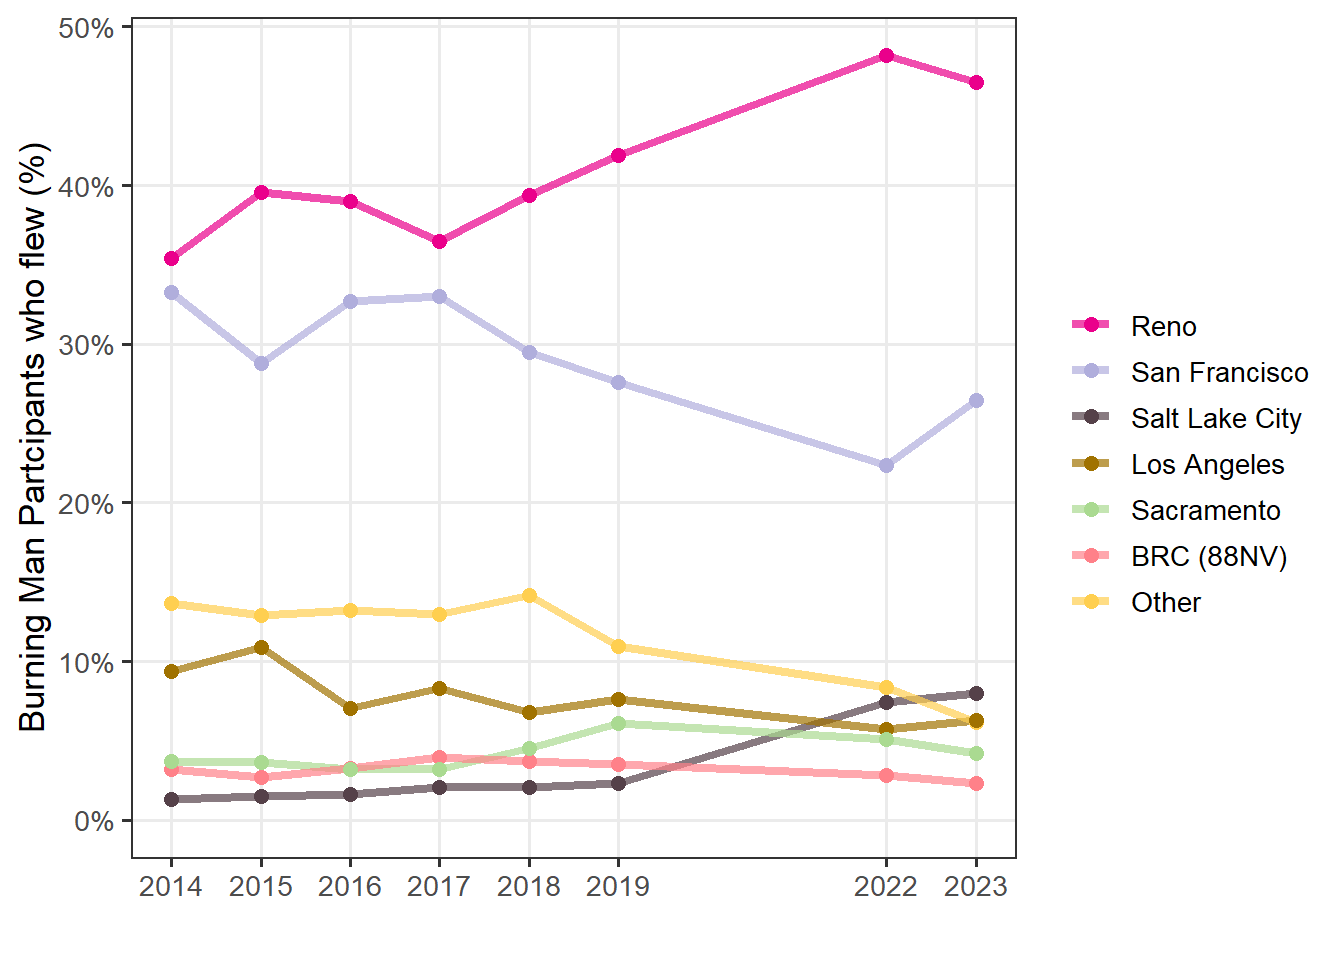 Burning Man Partcipants who flew (%)
50%
40%
30%
20%
10%
0%
2014 2015 2016 2017 2018 2019 2022 2023
Reno
San Francisco
Salt Lake City
Los Angeles
Sacramento
BRC (88NV)
Other